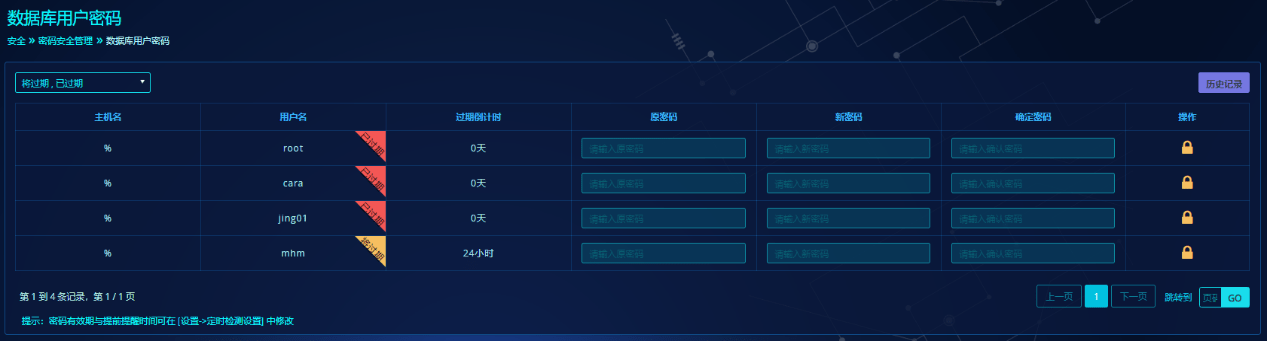 数据库用户密码
安全 » 密码安全管理 » 数据库用户密码
将过期 , 已过期
历史记录
主机名 用户名 过期倒计时 原密码 新密码 确定密码 操作
% root 已过期 0天 请输入原密码 请输入新密码 请输入确认密码
% cara 已过期 0天 请输入原密码 请输入新密码 请输入确认密码
% jing01 已过期 0天 请输入原密码 请输入新密码 请输入确认密码
% mhm 将过期 24小时 请输入原密码 请输入新密码 请输入确认密码
第 1 到 4 条记录，第 1 / 1 页 上一页 1 下一页 跳转到 页码 GO
提示：密码有效期与提前提醒时间可在 [设置->定时检测设置] 中修改